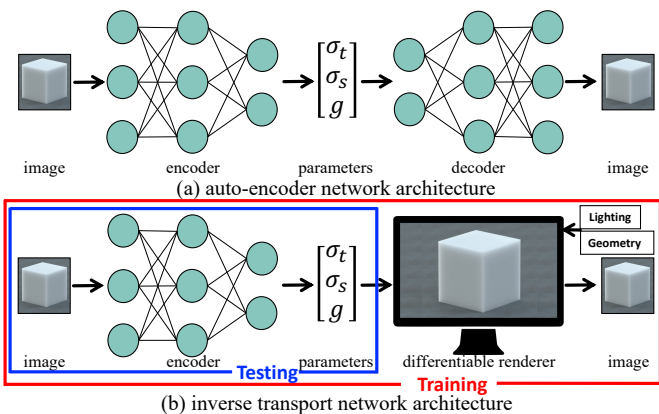 σt
σs
g
image encoder parameters decoder image
(a) auto-encoder network architecture
Lighting
Geometry
σt
σs
g
image encoder parameters differentiable renderer image
Testing
Training
(b) inverse transport network architecture